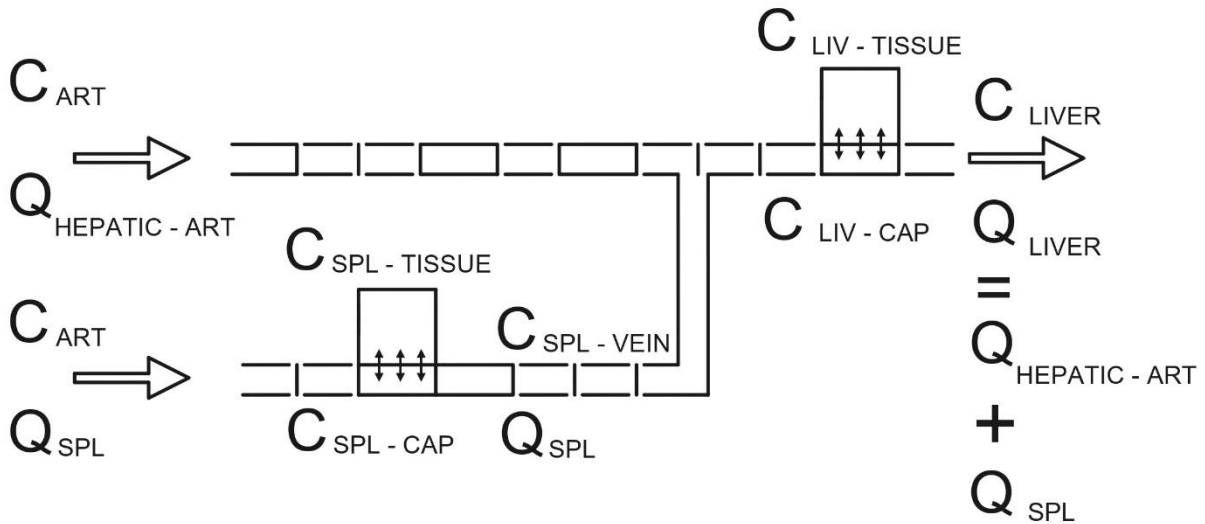 C ART
Q HEPATIC - ART
C LIV - TISSUE
C LIV - CAP
C LIVER
Q LIVER
=
Q HEPATIC - ART
+
Q SPL
C ART
Q SPL
C SPL - TISSUE
C SPL - CAP
C SPL - VEIN
Q SPL